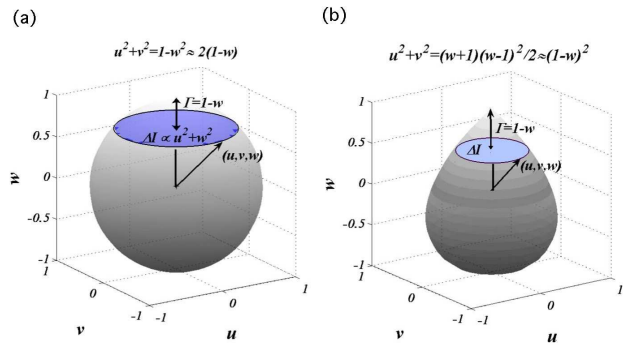 (a)
u²+v²=1-w²≈ 2(1-w)
Γ=1-w
ΔI ∝ u²+w²
(u,v,w)
w
1
0.5
0
-0.5
-1
1
0
-1
-1
0
1
v
u
(b)
u²+v²=(w+1)(w-1)²/2≈(1-w)²
Γ=1-w
ΔI
(u,v,w)
w
1
0.5
0
-0.5
-1
1
0
-1
-1
0
1
v
u